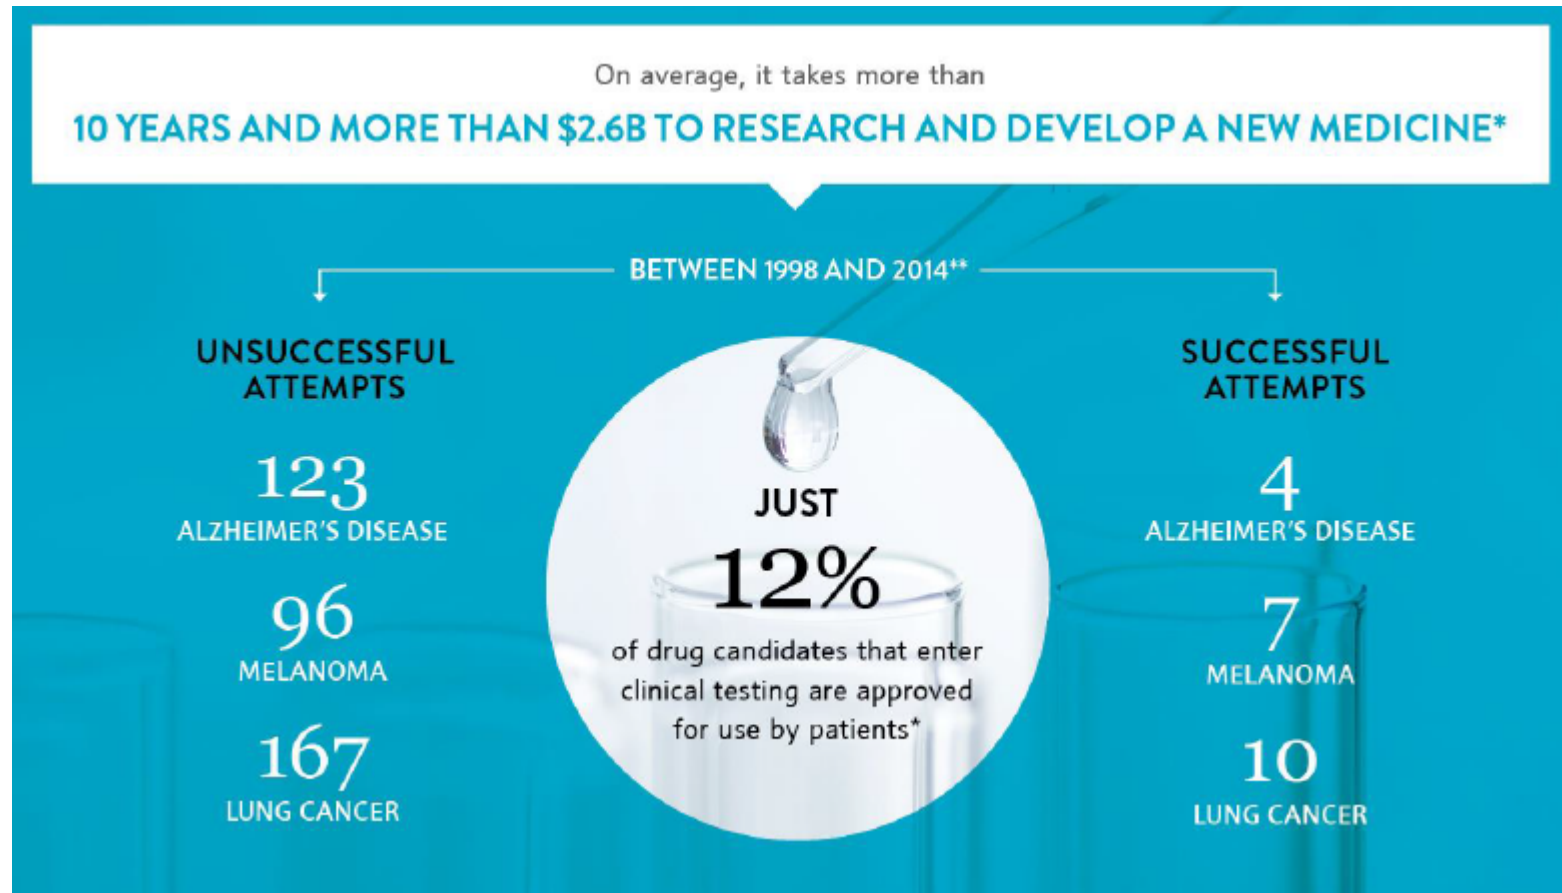 On average, it takes more than
10 YEARS AND MORE THAN $2.6B TO RESEARCH AND DEVELOP A NEW MEDICINE*
BETWEEN 1998 AND 2014**
UNSUCCESSFUL
ATTEMPTS
123
ALZHEIMER'S DISEASE
96
MELANOMA
167
LUNG CANCER
JUST
12%
of drug candidates that enter
clinical testing are approved
for use by patients*
SUCCESSFUL
ATTEMPTS
4
ALZHEIMER'S DISEASE
7
MELANOMA
10
LUNG CANCER